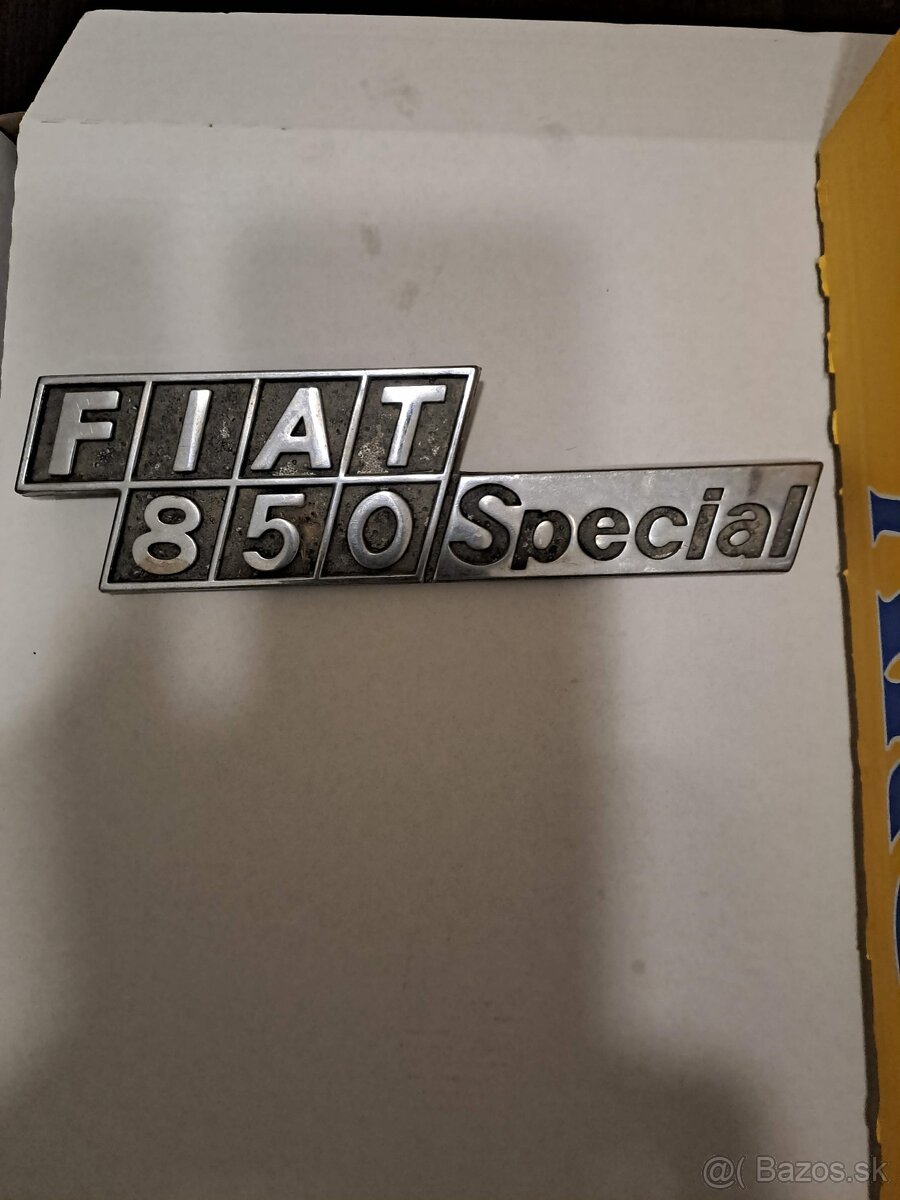 FIAT
850 Special
@( Bazos.sk